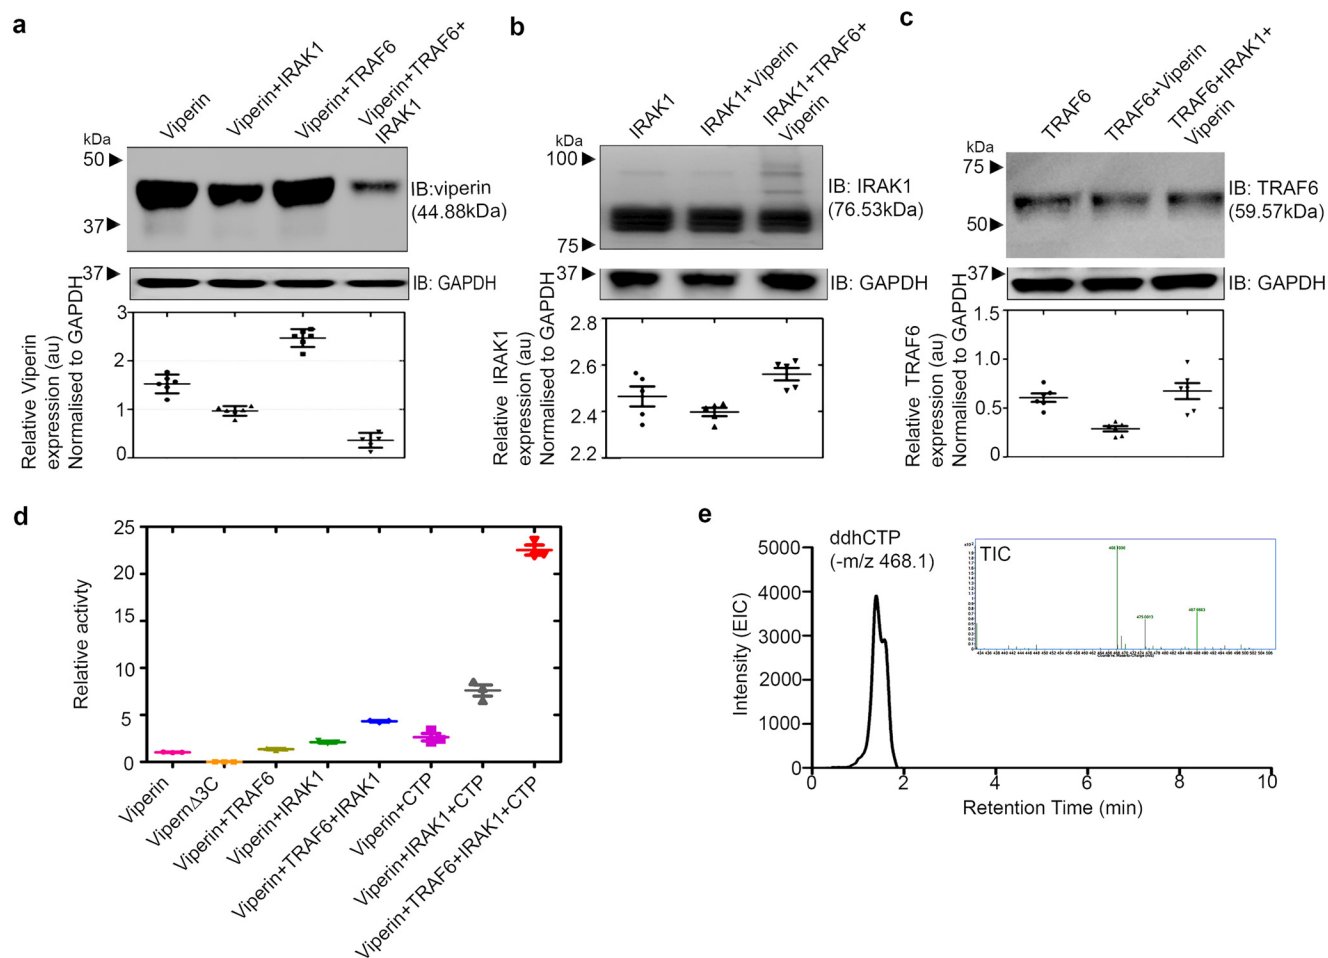 a
Viperin
Viperin+IRAK1
Viperin+TRAF6
Viperin+TRAF6+
IRAK1
kDa
50
37
IB:viperin
(44.88kDa)
37
IB: GAPDH
Relative Viperin
expression (au)
Normalised to GAPDH
3
2
1
0
b
IRAK1
IRAK1+Viperin
IRAK1+TRAF6+
Viperin
kDa
100
75
IB: IRAK1
(76.53kDa)
37
IB: GAPDH
Relative IRAK1
expression (au)
Normalised to GAPDH
2.8
2.6
2.4
2.2
c
TRAF6
TRAF6+Viperin
TRAF6+IRAK1+
Viperin
kDa
75
50
IB: TRAF6
(59.57kDa)
37
IB: GAPDH
Relative TRAF6
expression (au)
Normalised to GAPDH
1.5
1.0
0.5
0
d
Relative activty
25
20
15
10
5
0
Viperin
VipernΔ3C
Viperin+TRAF6
Viperin+IRAK1
Viperin+TRAF6+IRAK1
Viperin+CTP
Viperin+IRAK1+CTP
Viperin+TRAF6+IRAK1+CTP
e
ddhCTP
(-m/z 468.1)
TIC
Intensity (EIC)
5000
4000
3000
2000
1000
0
0 2 4 6 8 10
Retention Time (min)